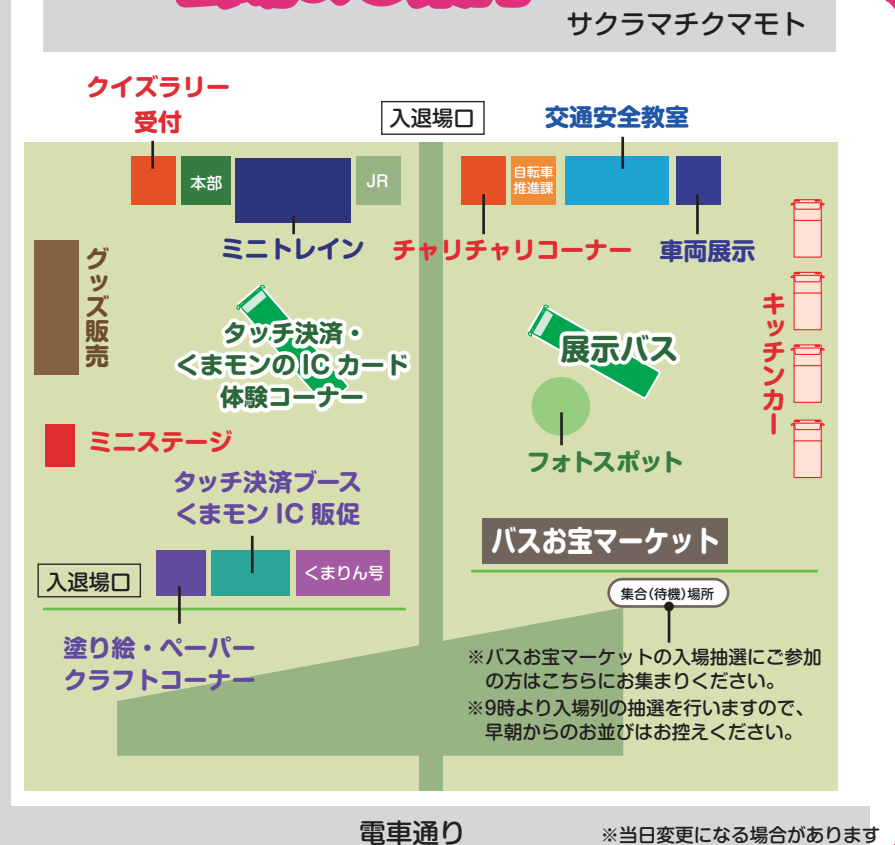 サクラマチクマモト
クイズラリー
受付
入退場口
交通安全教室
本部
JR
自転車
推進課
ミニトレイン
チャリチャリコーナー
車両展示
グッズ販売
タッチ決済・
くまモンのICカード
体験コーナー
展示バス
キッチンカー
ミニステージ
フォトスポット
タッチ決済ブース
くまモンIC販促
バスお宝マーケット
入退場口
くまりん号
集合(待機)場所
塗り絵・ペーパー
クラフトコーナー
※バスお宝マーケットの入場抽選にご参加
の方はこちらにお集まりください。
※9時より入場列の抽選を行いますので、
早朝からのお並びはお控えください。
電車通り
※当日変更になる場合があります